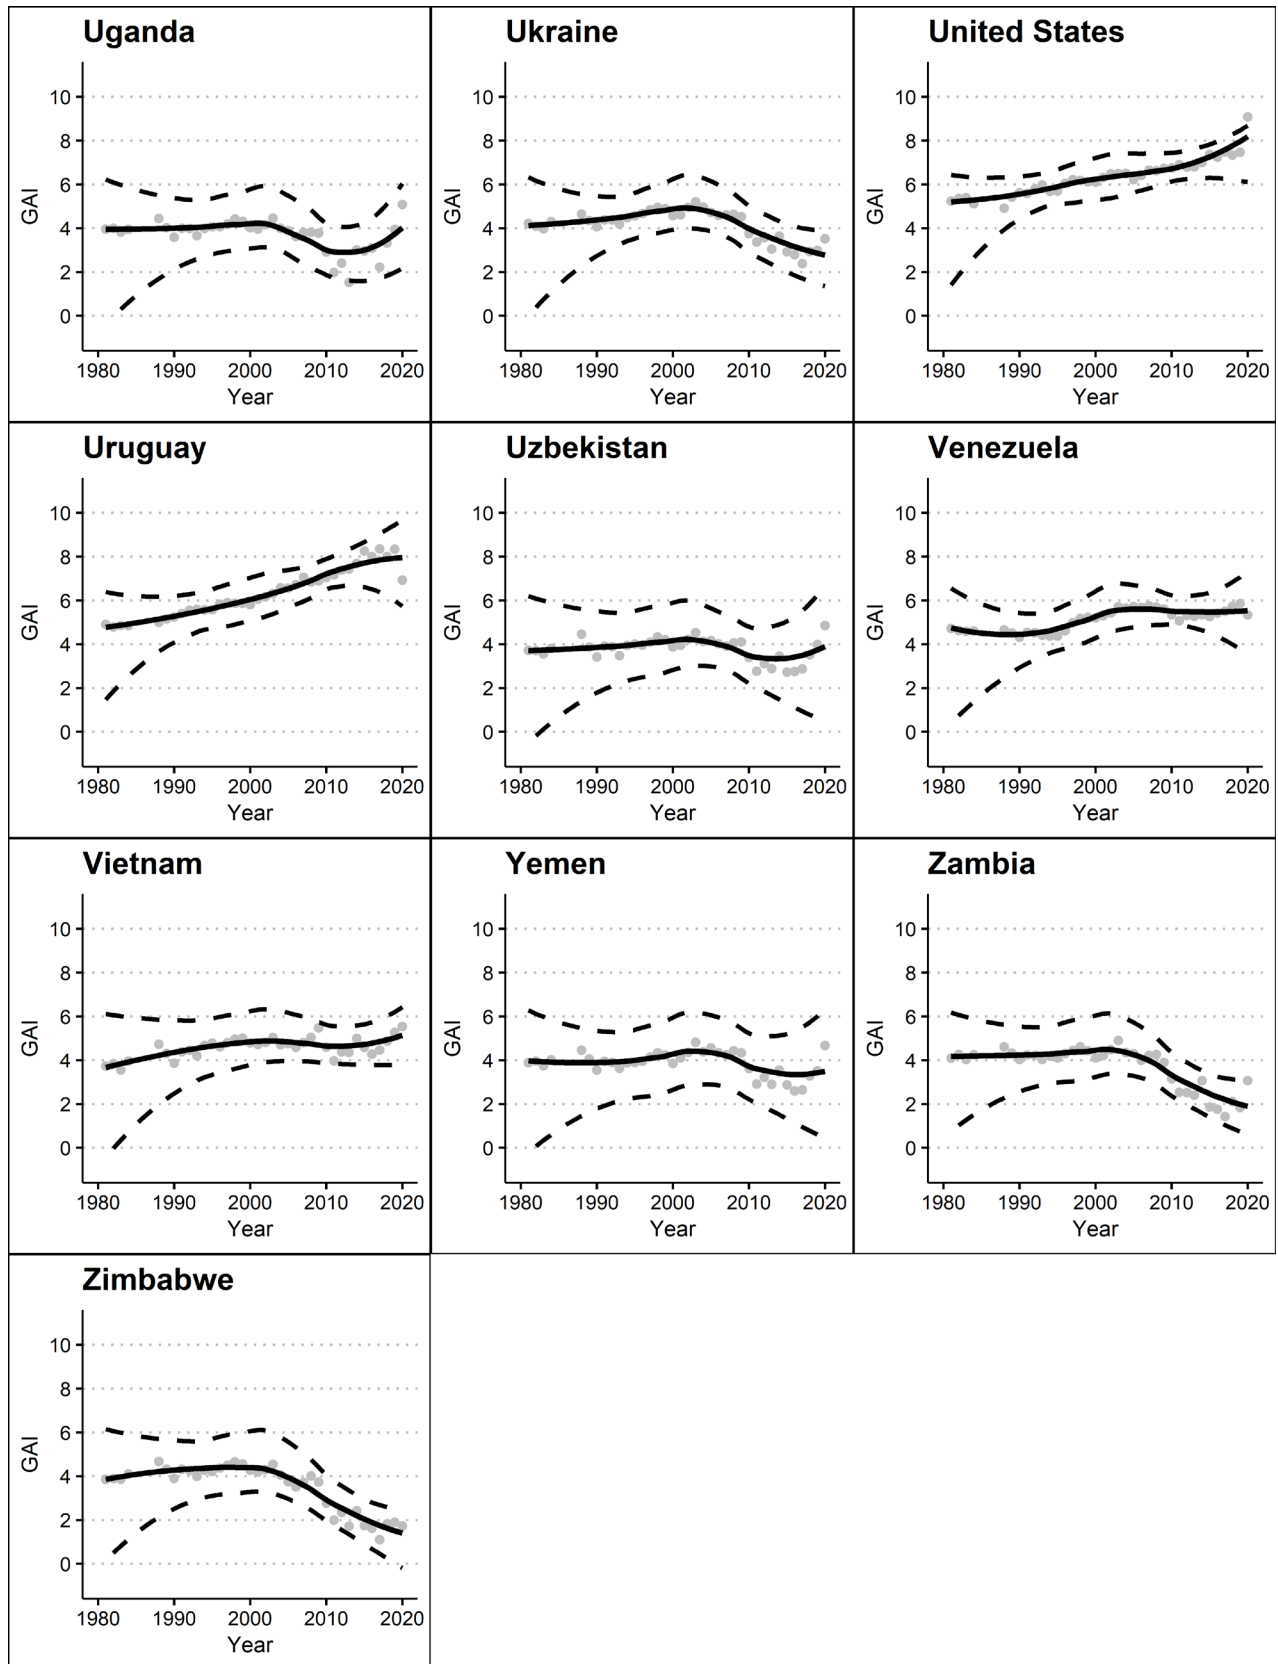 Uganda Ukraine United States
10 10 10
8 8 8
6 6 6
GAI GAI GAI
4 4 4
2 2 2
0 0 0
1980 1990 2000 2010 2020 1980 1990 2000 2010 2020 1980 1990 2000 2010 2020
Year Year Year
Uruguay Uzbekistan Venezuela
10 10 10
8 8 8
6 6 6
GAI GAI GAI
4 4 4
2 2 2
0 0 0
1980 1990 2000 2010 2020 1980 1990 2000 2010 2020 1980 1990 2000 2010 2020
Year Year Year
Vietnam Yemen Zambia
10 10 10
8 8 8
6 6 6
GAI GAI GAI
4 4 4
2 2 2
0 0 0
1980 1990 2000 2010 2020 1980 1990 2000 2010 2020 1980 1990 2000 2010 2020
Year Year Year
Zimbabwe
10
8
6
GAI
4
2
0
1980 1990 2000 2010 2020
Year